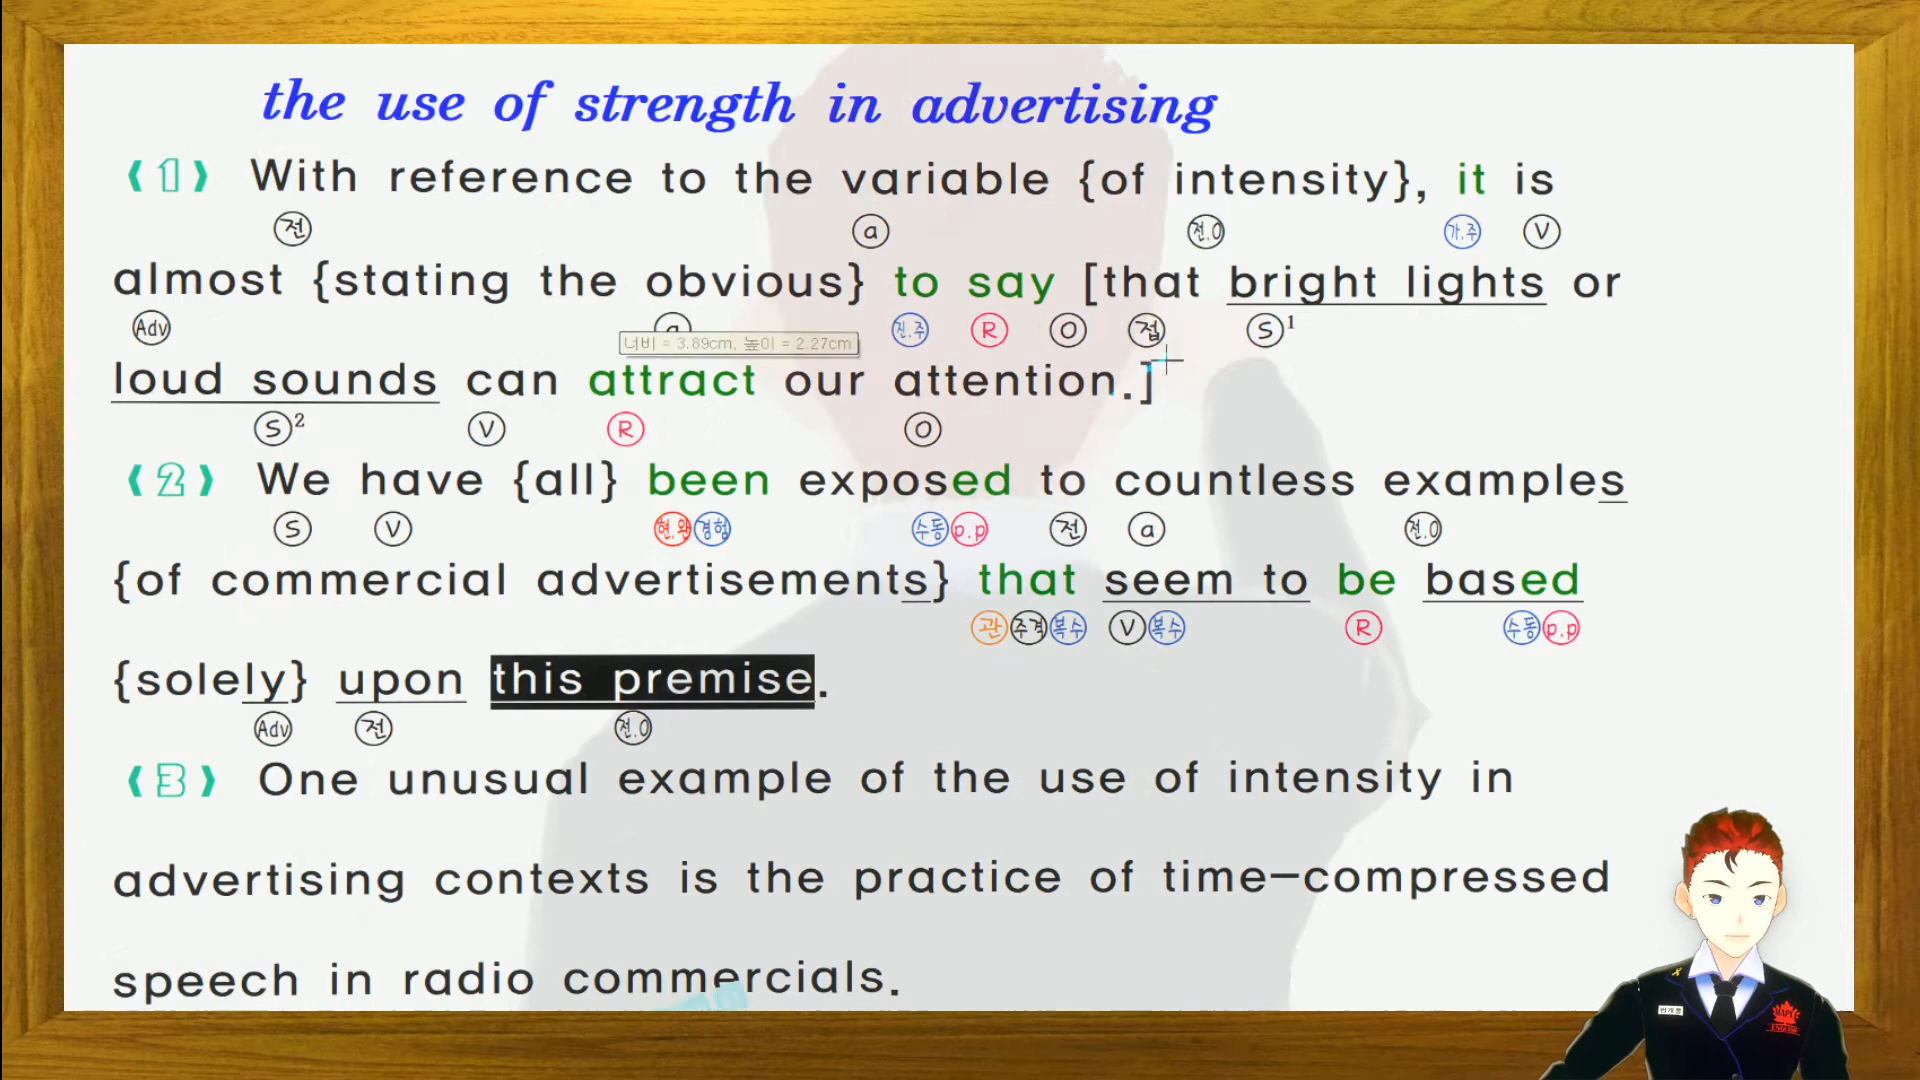 the use of strength in advertising
(1) With reference to the variable {of intensity}, it is
전 a 전.O 가.주 V
almost {stating the obvious} to say [that bright lights or
Adv 진.주 R O 접 S1
너비 = 3.89cm, 높이 = 2.27cm
loud sounds can attract our attention.]
S2 V R O
(2) We have {all} been exposed to countless examples
S V 현.완 경험 수동 p.p 전 a 전.O
{of commercial advertisements} that seem to be based
관 주격 복수 V 복수 R 수동 p.p
{solely} upon this premise.
Adv 전 전.O
(3) One unusual example of the use of intensity in
advertising contexts is the practice of time-compressed
speech in radio commercials.